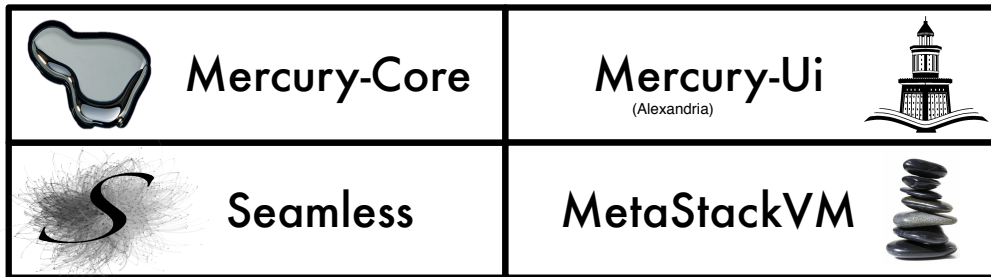 Mercury-Core
Mercury-Ui
(Alexandria)
S
Seamless
MetaStackVM